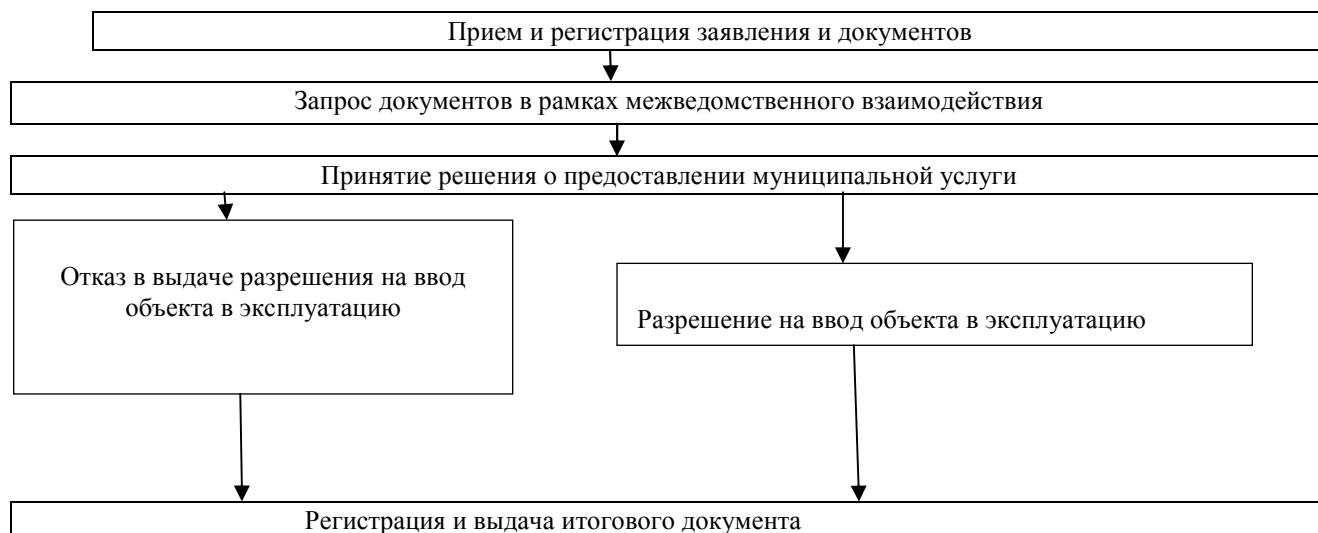 Прием и регистрация заявления и документов
Запрос документов в рамках межведомственного взаимодействия
Принятие решения о предоставлении муниципальной услуги
Отказ в выдаче разрешения на ввод
объекта в эксплуатацию
Разрешение на ввод объекта в эксплуатацию
Регистрация и выдача итогового документа